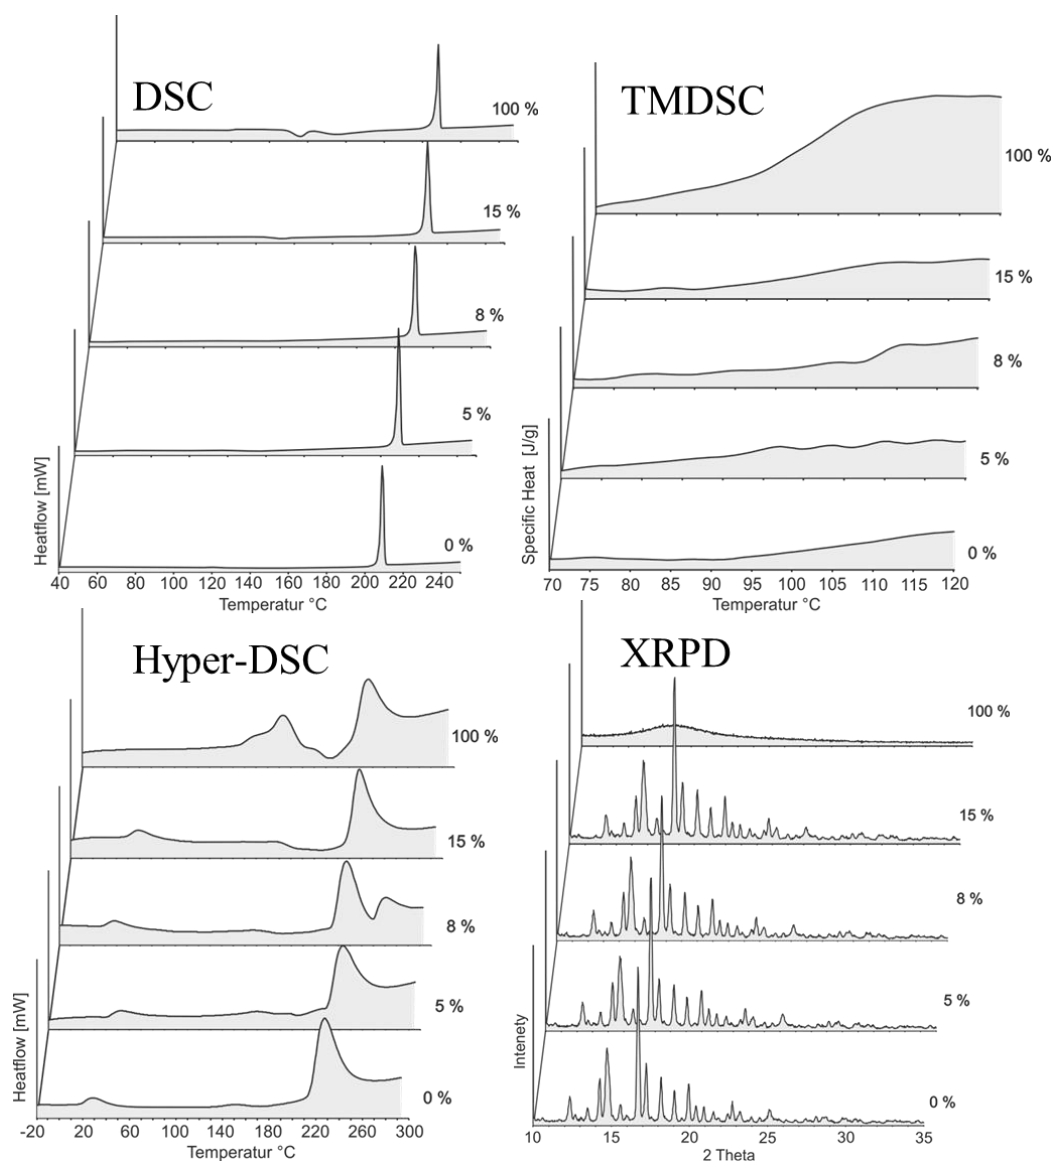 DSC
100 %
15 %
8 %
5 %
0 %
Heatflow [mW]
40 60 80 100 120 140 160 180 200 220 240
Temperatur °C
TMDSC
100 %
15 %
8 %
5 %
0 %
Specific Heat [J/g]
70 75 80 85 90 95 100 105 110 115 120
Temperatur °C
Hyper-DSC
100 %
15 %
8 %
5 %
0 %
Heatflow [mW]
-20 20 60 100 140 180 220 260 300
Temperatur °C
XRPD
100 %
15 %
8 %
5 %
0 %
Intenety
10 15 20 25 30 35
2 Theta